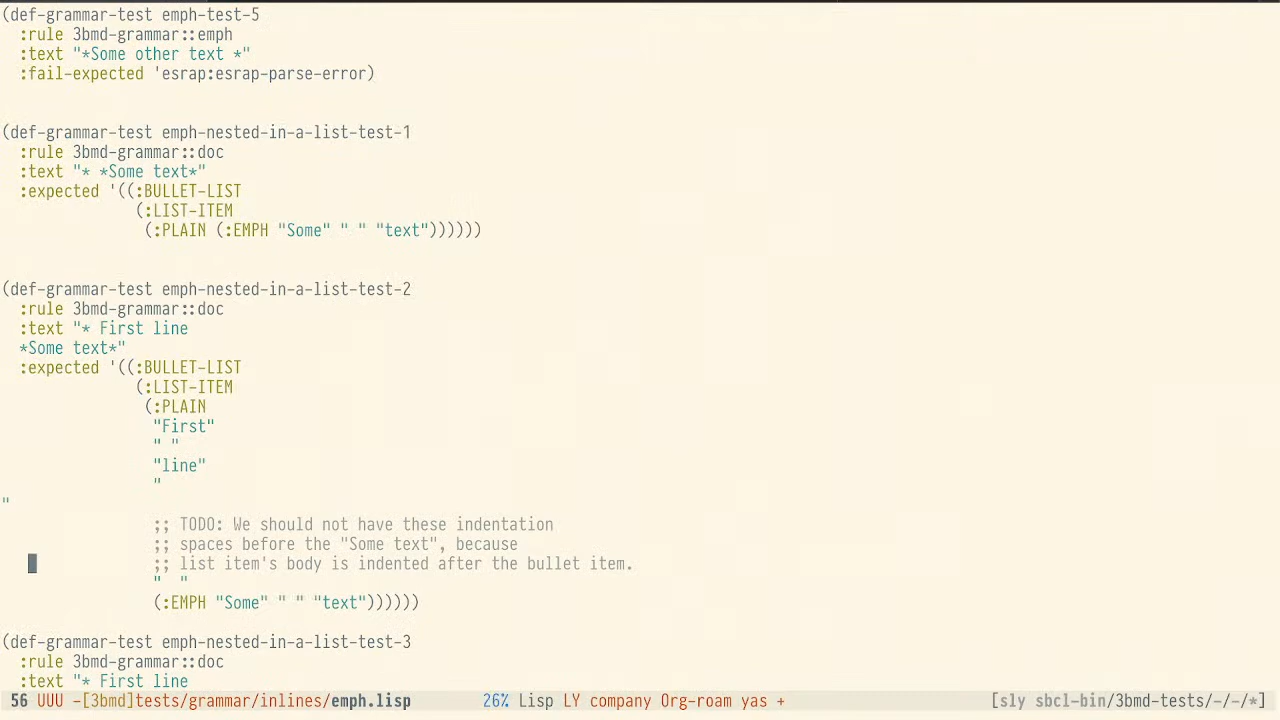 (def-grammar-test emph-test-5
  :rule 3bmd-grammar::emph
  :text "*Some other text *"
  :fail-expected 'esrap:esrap-parse-error)
(def-grammar-test emph-nested-in-a-list-test-1
  :rule 3bmd-grammar::doc
  :text "* *Some text*"
  :expected '((:BULLET-LIST
               (:LIST-ITEM
                (:PLAIN (:EMPH "Some" " " "text"))))))
(def-grammar-test emph-nested-in-a-list-test-2
  :rule 3bmd-grammar::doc
  :text "* First line
  *Some text*"
  :expected '((:BULLET-LIST
               (:LIST-ITEM
                (:PLAIN
                 "First"
                 " "
                 "line"
                 "
"
                 ;; TODO: We should not have these indentation
                 ;; spaces before the "Some text", because
                 ;; list item's body is indented after the bullet item.
                 "  "
                 (:EMPH "Some" " " "text"))))))
(def-grammar-test emph-nested-in-a-list-test-3
  :rule 3bmd-grammar::doc
  :text "* First line
56 UUU -[3bmd]tests/grammar/inlines/emph.lisp 26% Lisp LY company Org-roam yas + [sly sbcl-bin/3bmd-tests/-/-/*]